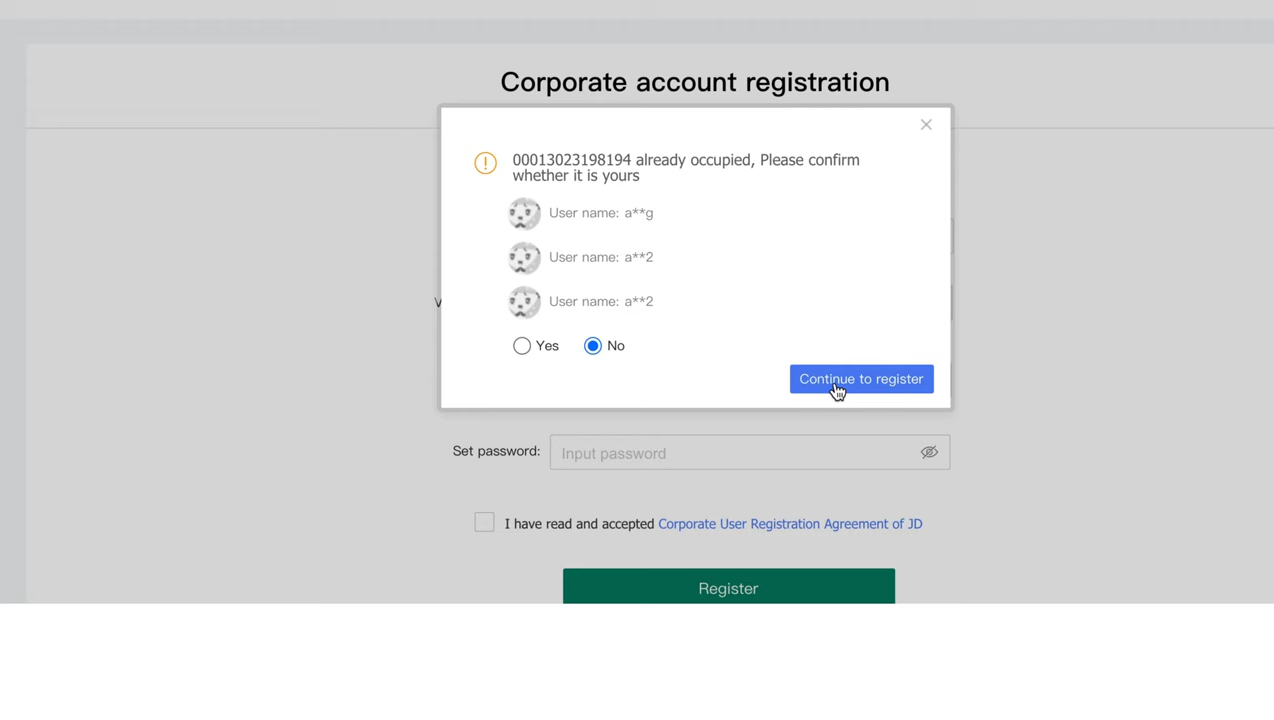 Corporate account registration
00013023198194 already occupied, Please confirm
whether it is yours
User name: a**g
User name: a**2
User name: a**2
Yes
No
Continue to register
Set password:
Input password
I have read and accepted Corporate User Registration Agreement of JD
Register